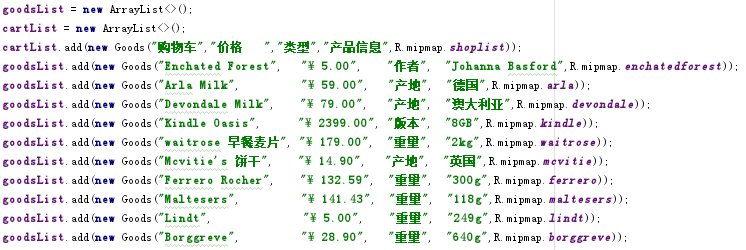 goodsList = new ArrayList<>();
cartList = new ArrayList<>();
cartList.add(new Goods("购物车","价格   ","类型","产品信息",R.mipmap.shoplist));
goodsList.add(new Goods("Enchated Forest",   "¥ 5.00",    "作者",  "Johanna Basford",R.mipmap.enchatedforest));
goodsList.add(new Goods("Arla Milk",         "¥ 59.00",   "产地",  "德国",R.mipmap.arla));
goodsList.add(new Goods("Devondale Milk",    "¥ 79.00",   "产地",  "澳大利亚",R.mipmap.devondale));
goodsList.add(new Goods("Kindle Oasis",      "¥ 2399.00", "版本",  "8GB",R.mipmap.kindle));
goodsList.add(new Goods("waitrose 早餐麦片", "¥ 179.00",  "重量",  "2kg",R.mipmap.waitrose));
goodsList.add(new Goods("Mcvitie's 饼干",    "¥ 14.90",   "产地",  "英国",R.mipmap.mcvitie));
goodsList.add(new Goods("Ferrero Rocher",    "¥ 132.59",  "重量",  "300g",R.mipmap.ferrero));
goodsList.add(new Goods("Maltesers",         "¥ 141.43",  "重量",  "118g",R.mipmap.maltesers));
goodsList.add(new Goods("Lindt",             "¥ 5.00",    "重量",  "249g",R.mipmap.lindt));
goodsList.add(new Goods("Borggreve",         "¥ 28.90",   "重量",  "640g",R.mipmap.borggreve));